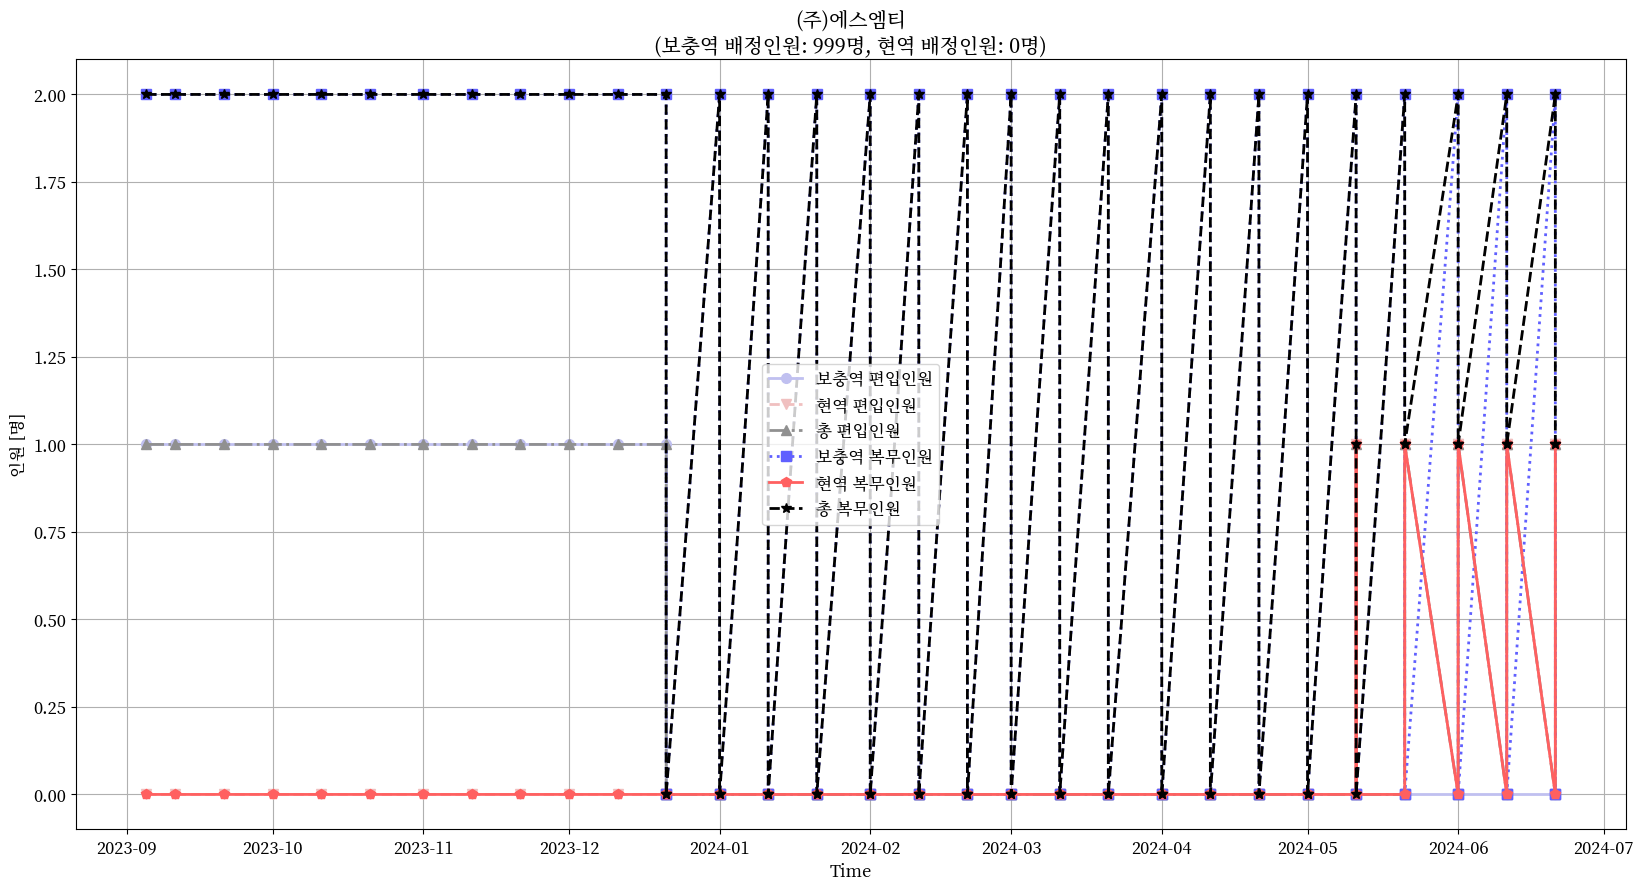 (주)에스엠티
(보충역 배정인원: 999명, 현역 배정인원: 0명)
인원 [명]
2.00
1.75
1.50
1.25
1.00
0.75
0.50
0.25
0.00
보충역 편입인원
현역 편입인원
총 편입인원
보충역 복무인원
현역 복무인원
총 복무인원
2023-09
2023-10
2023-11
2023-12
2024-01
2024-02
2024-03
2024-04
2024-05
2024-06
2024-07
Time